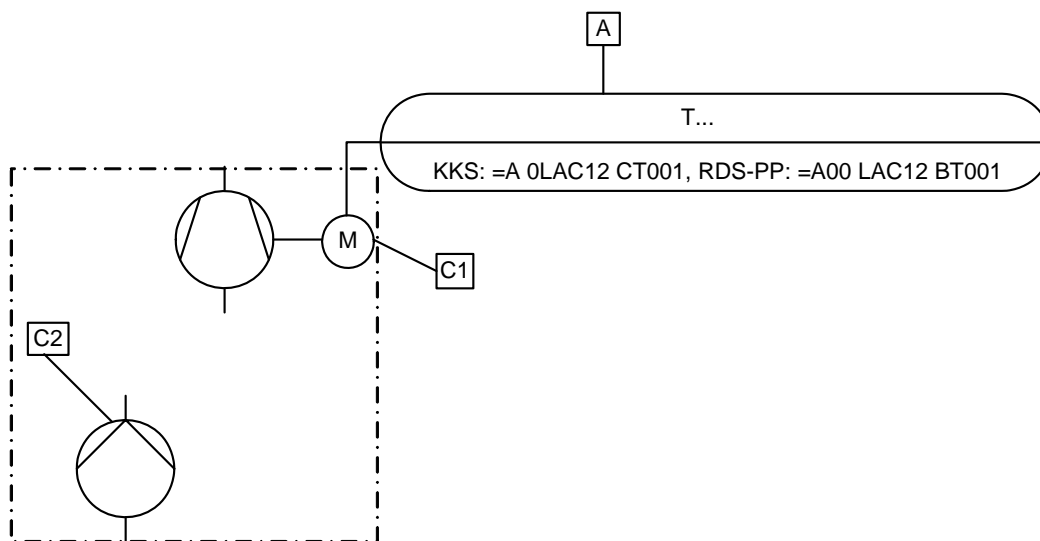 A
T...
KKS: =A 0LAC12 CT001, RDS-PP: =A00 LAC12 BT001
M
C1
C2